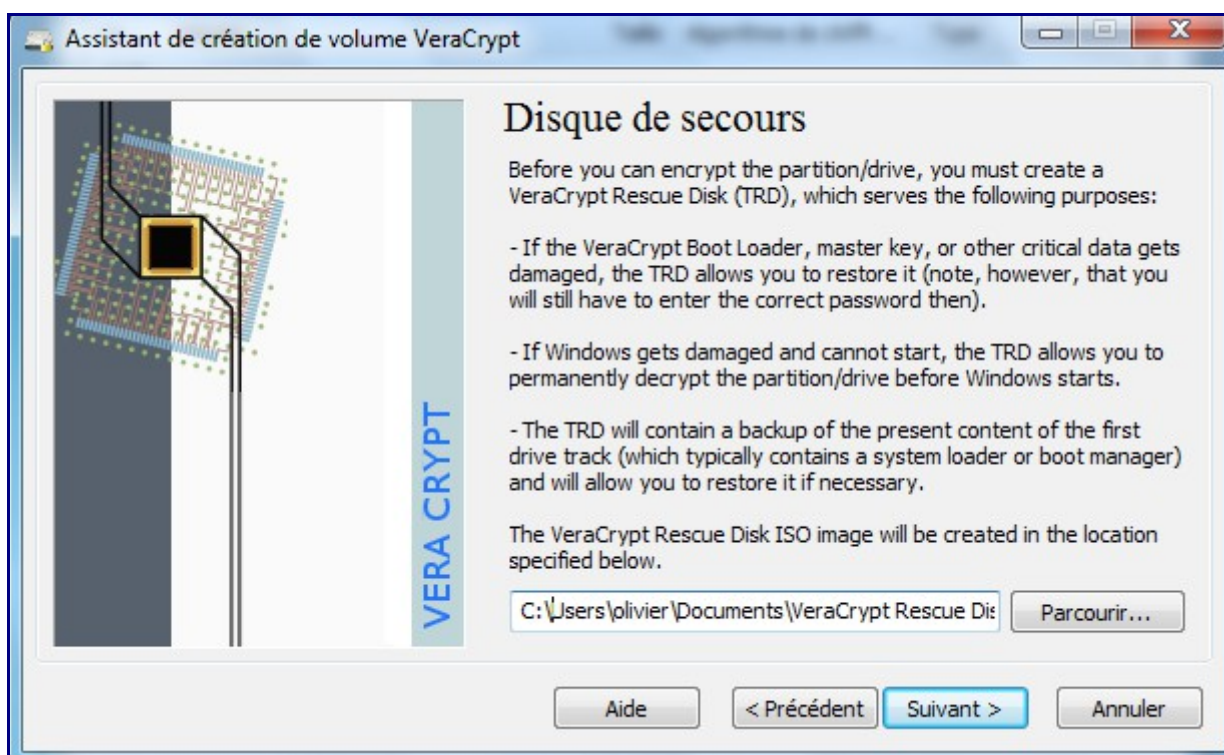 Assistant de création de volume VeraCrypt
Disque de secours
Before you can encrypt the partition/drive, you must create a
VeraCrypt Rescue Disk (TRD), which serves the following purposes:
- If the VeraCrypt Boot Loader, master key, or other critical data gets
damaged, the TRD allows you to restore it (note, however, that you
will still have to enter the correct password then).
- If Windows gets damaged and cannot start, the TRD allows you to
permanently decrypt the partition/drive before Windows starts.
- The TRD will contain a backup of the present content of the first
drive track (which typically contains a system loader or boot manager)
and will allow you to restore it if necessary.
The VeraCrypt Rescue Disk ISO image will be created in the location
specified below.
C:\Users\olivier\Documents\VeraCrypt Rescue Dis
Parcourir...
VERA CRYPT
Aide
< Précédent
Suivant >
Annuler